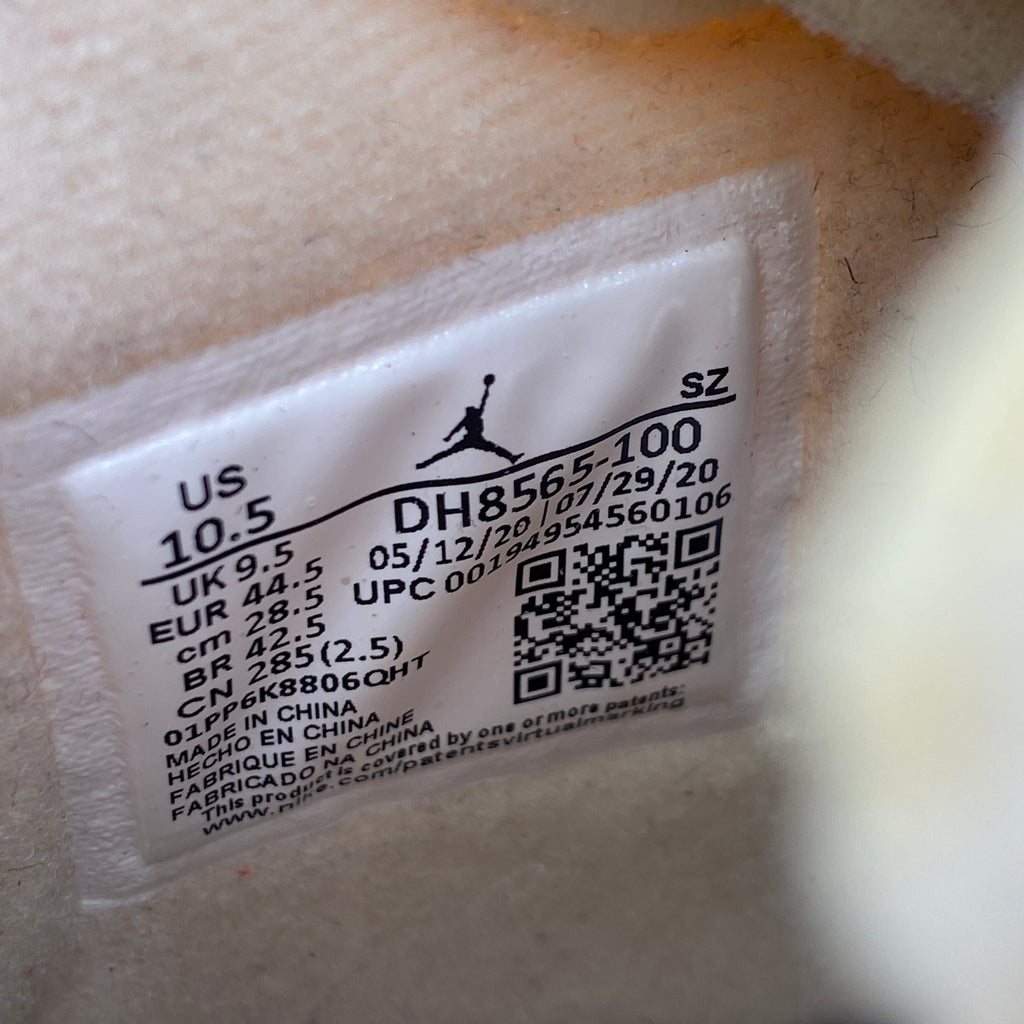 SZ
US
10.5
UK 9.5
EUR 44.5
cm 28.5
BR 42.5
CN 285(2.5)
DH8565-100
05/12/20 / 07/29/20
UPC 00194954560106
01PP6K8806QHT
MADE IN CHINA
HECHO EN CHINA
FABRIQUE EN CHINE
FABRICADO NA CHINA
This product is covered by one or more patents:
www.nike.com/patentsvirtualmarking